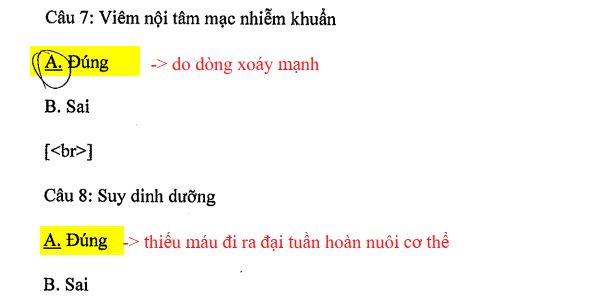 Câu 7: Viêm nội tâm mạc nhiễm khuẩn
A. Đúng -> do dòng xoáy mạnh
B. Sai
[<br>]
Câu 8: Suy dinh dưỡng
A. Đúng -> thiếu máu đi ra đại tuần hoàn nuôi cơ thể
B. Sai